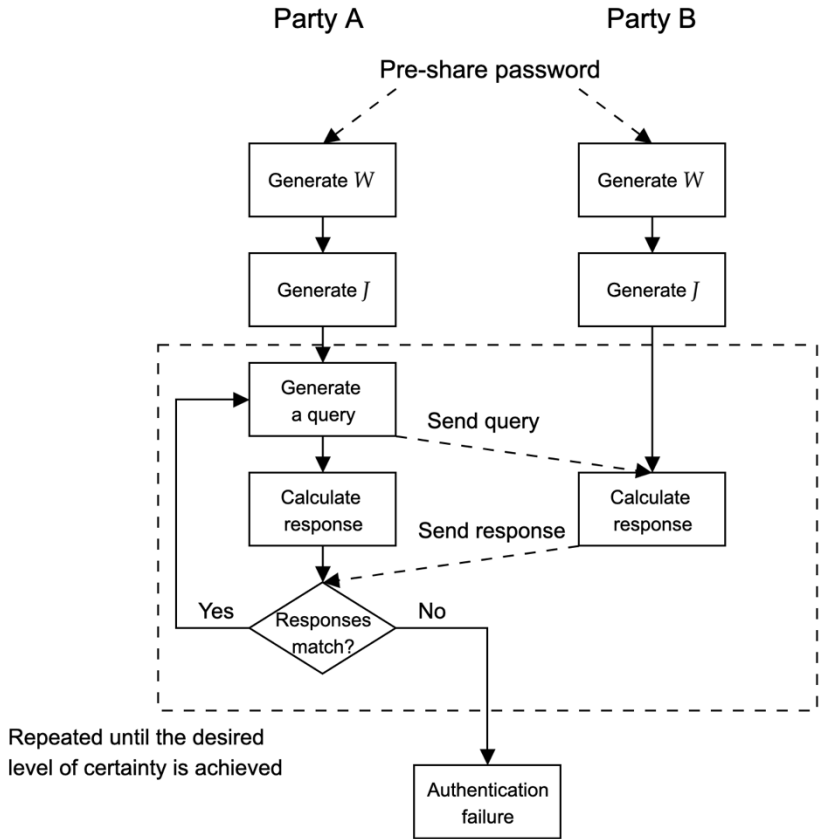 Party A
Party B
Pre-share password
Generate W
Generate W
Generate J
Generate J
Generate
a query
Send query
Calculate
response
Calculate
response
Send response
Yes
Responses
match?
No
Repeated until the desired
level of certainty is achieved
Authentication
failure